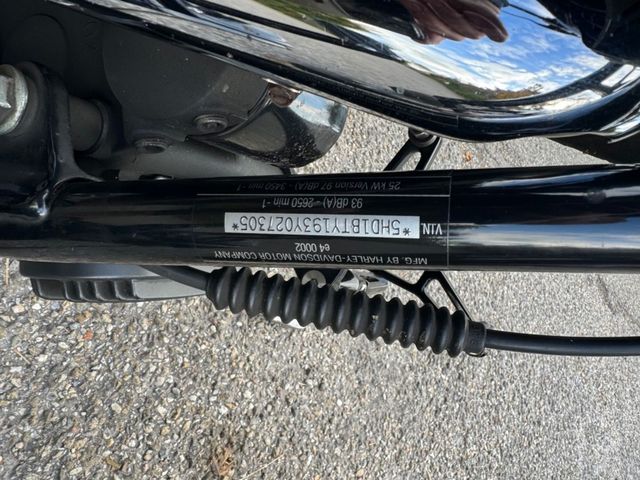 MFG. BY HARLEY-DAVIDSON MOTOR COMPANY
e4 0002
VIN *5HD1BTY193Y027305*
93 dB(A) - 2650 min -1
25 kW Version dB(A) - 3450 min -1